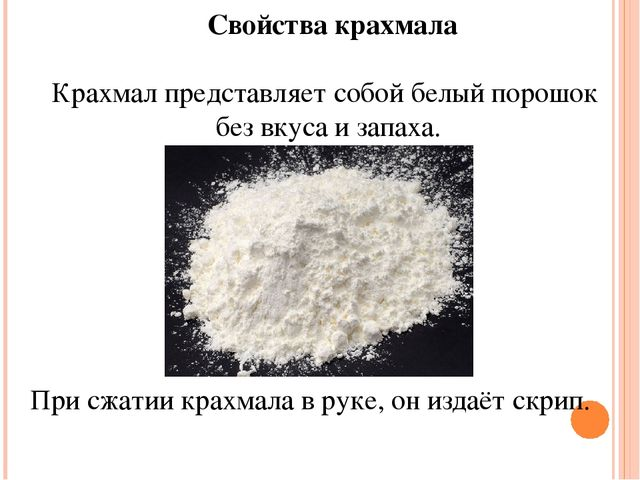 Свойства крахмала
Крахмал представляет собой белый порошок
без вкуса и запаха.
При сжатии крахмала в руке, он издаёт скрип.